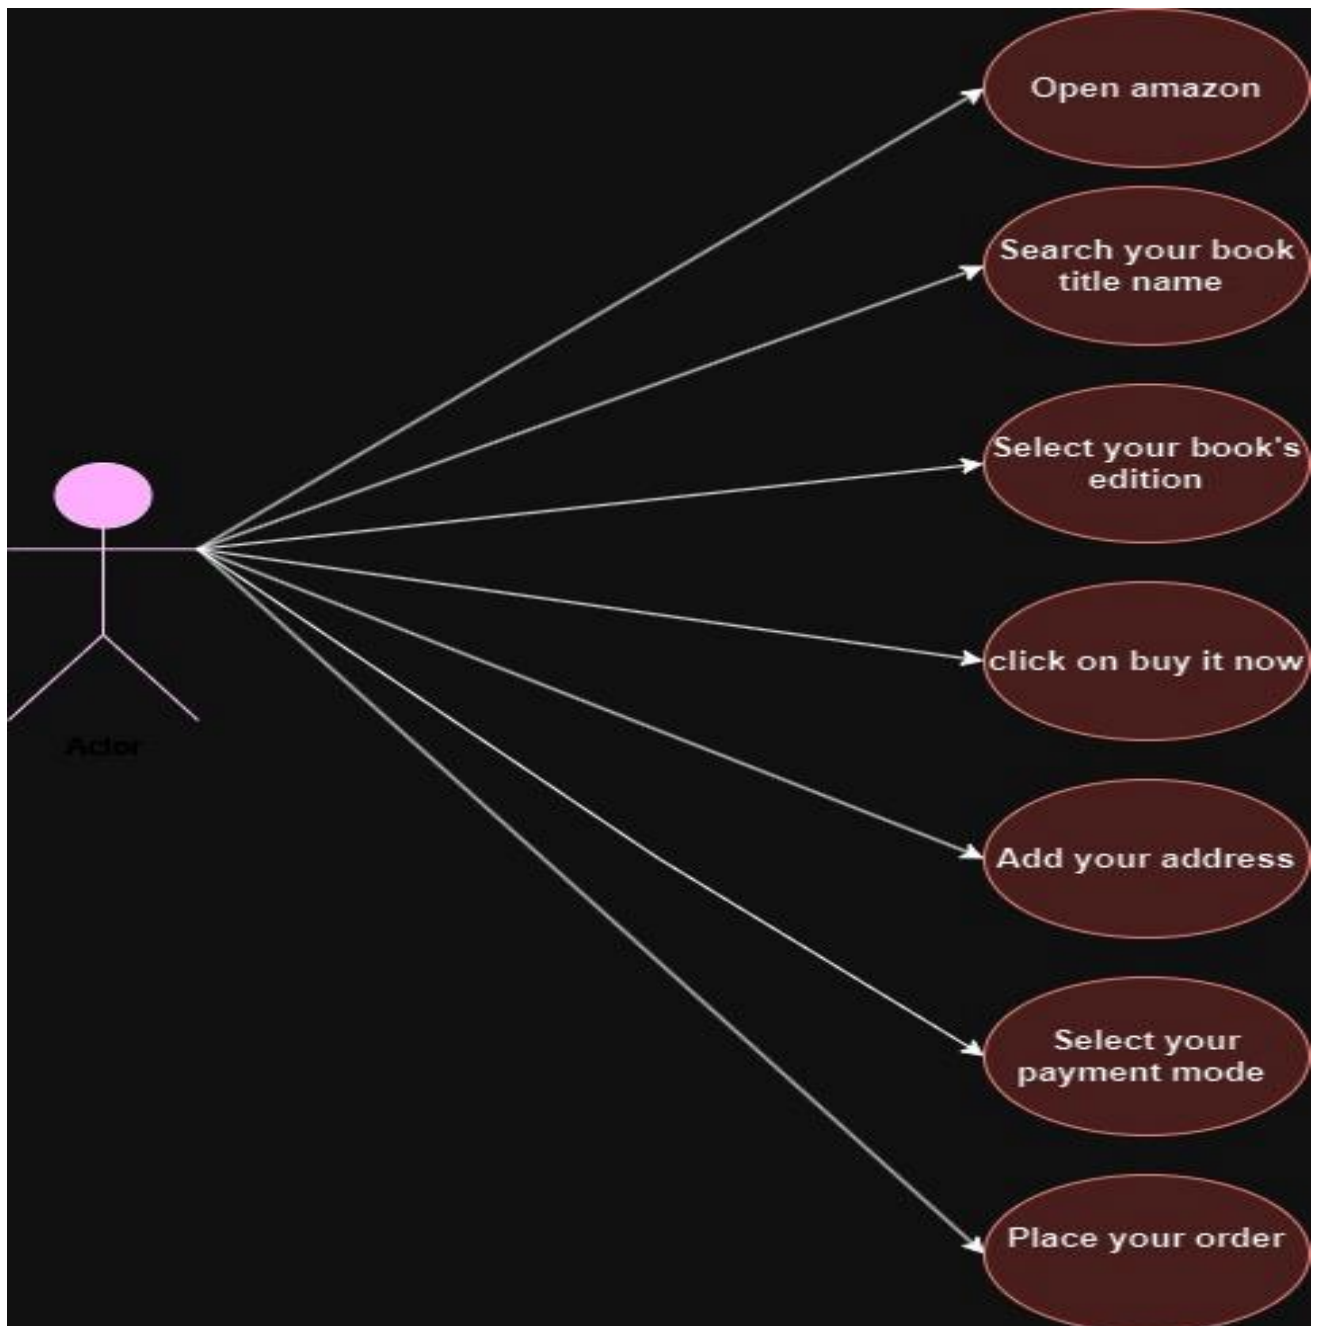 Open amazon
Search your book
title name
Select your book's
edition
click on buy it now
Actor
Add your address
Select your
payment mode
Place your order